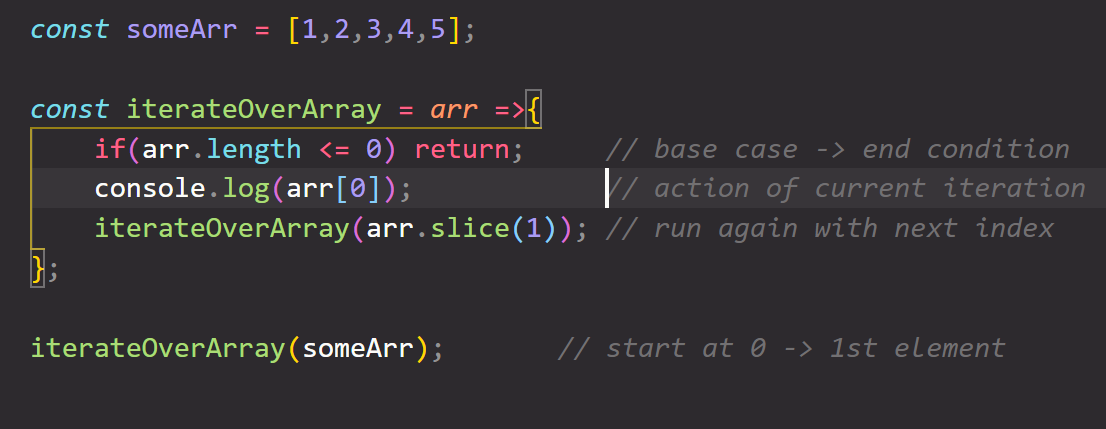 const someArr = [1,2,3,4,5];
const iterateOverArray = arr =>{
if(arr.length <= 0) return; // base case -> end condition
console.log(arr[0]); // action of current iteration
iterateOverArray(arr.slice(1)); // run again with next index
};
iterateOverArray(someArr); // start at 0 -> 1st element